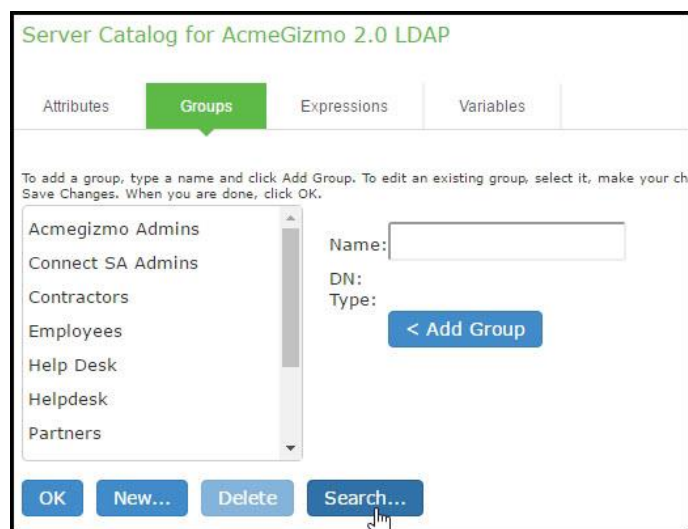 Server Catalog for AcmeGizmo 2.0 LDAP
Attributes Groups Expressions Variables
To add a group, type a name and click Add Group. To edit an existing group, select it, make your ch
Save Changes. When you are done, click OK.
Acmegizmo Admins
Connect SA Admins
Contractors
Employees
Help Desk
Helpdesk
Partners
Name:
DN:
Type:
< Add Group
OK New... Delete Search...